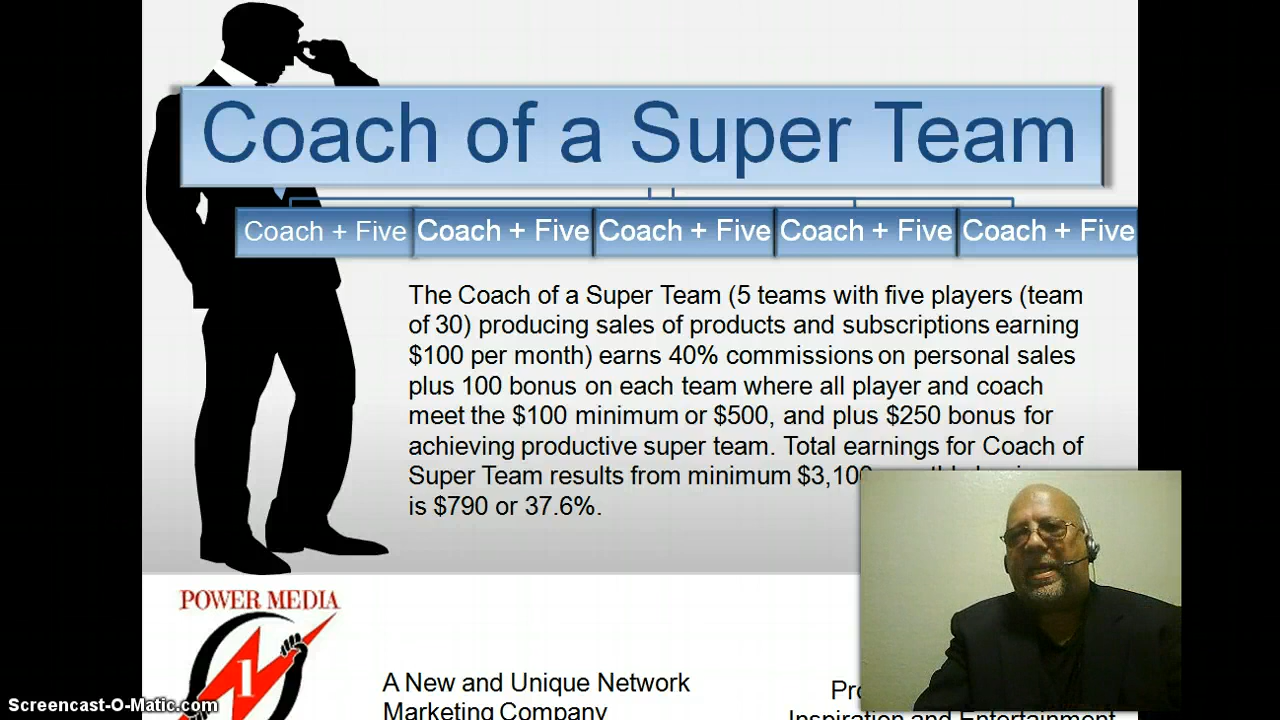 Coach of a Super Team
Coach + Five Coach + Five Coach + Five Coach + Five Coach + Five
The Coach of a Super Team (5 teams with five players (team
of 30) producing sales of products and subscriptions earning
$100 per month) earns 40% commissions on personal sales
plus 100 bonus on each team where all player and coach
meet the $100 minimum or $500, and plus $250 bonus for
achieving productive super team. Total earnings for Coach of
Super Team results from minimum $3,100
is $790 or 37.6%.
POWER MEDIA
1
A New and Unique Network
Marketing Company
Inspiration and Entertainment
Screencast-O-Matic.com